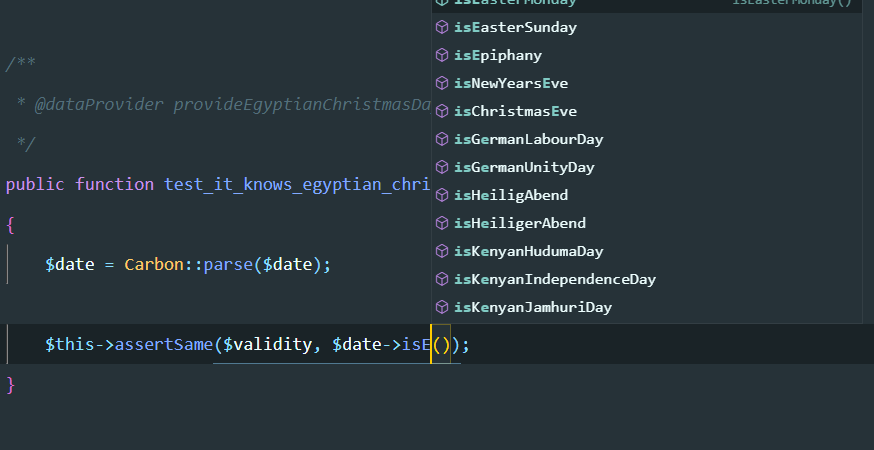 isEasterMonday isEasterMonday()
isEasterSunday
/**
isEpiphany
isNewYearsEve
* @dataProvider provideEgyptianChristmasDa
isChristmasEve
*/
isGermanLabourDay
isGermanUnityDay
public function test_it_knows_egyptian_chri
isHeiligAbend
{
isHeiligerAbend
isKenyanHudumaDay
$date = Carbon::parse($date);
isKenyanIndependenceDay
isKenyanJamhuriDay
$this->assertSame($validity, $date->isE());
}